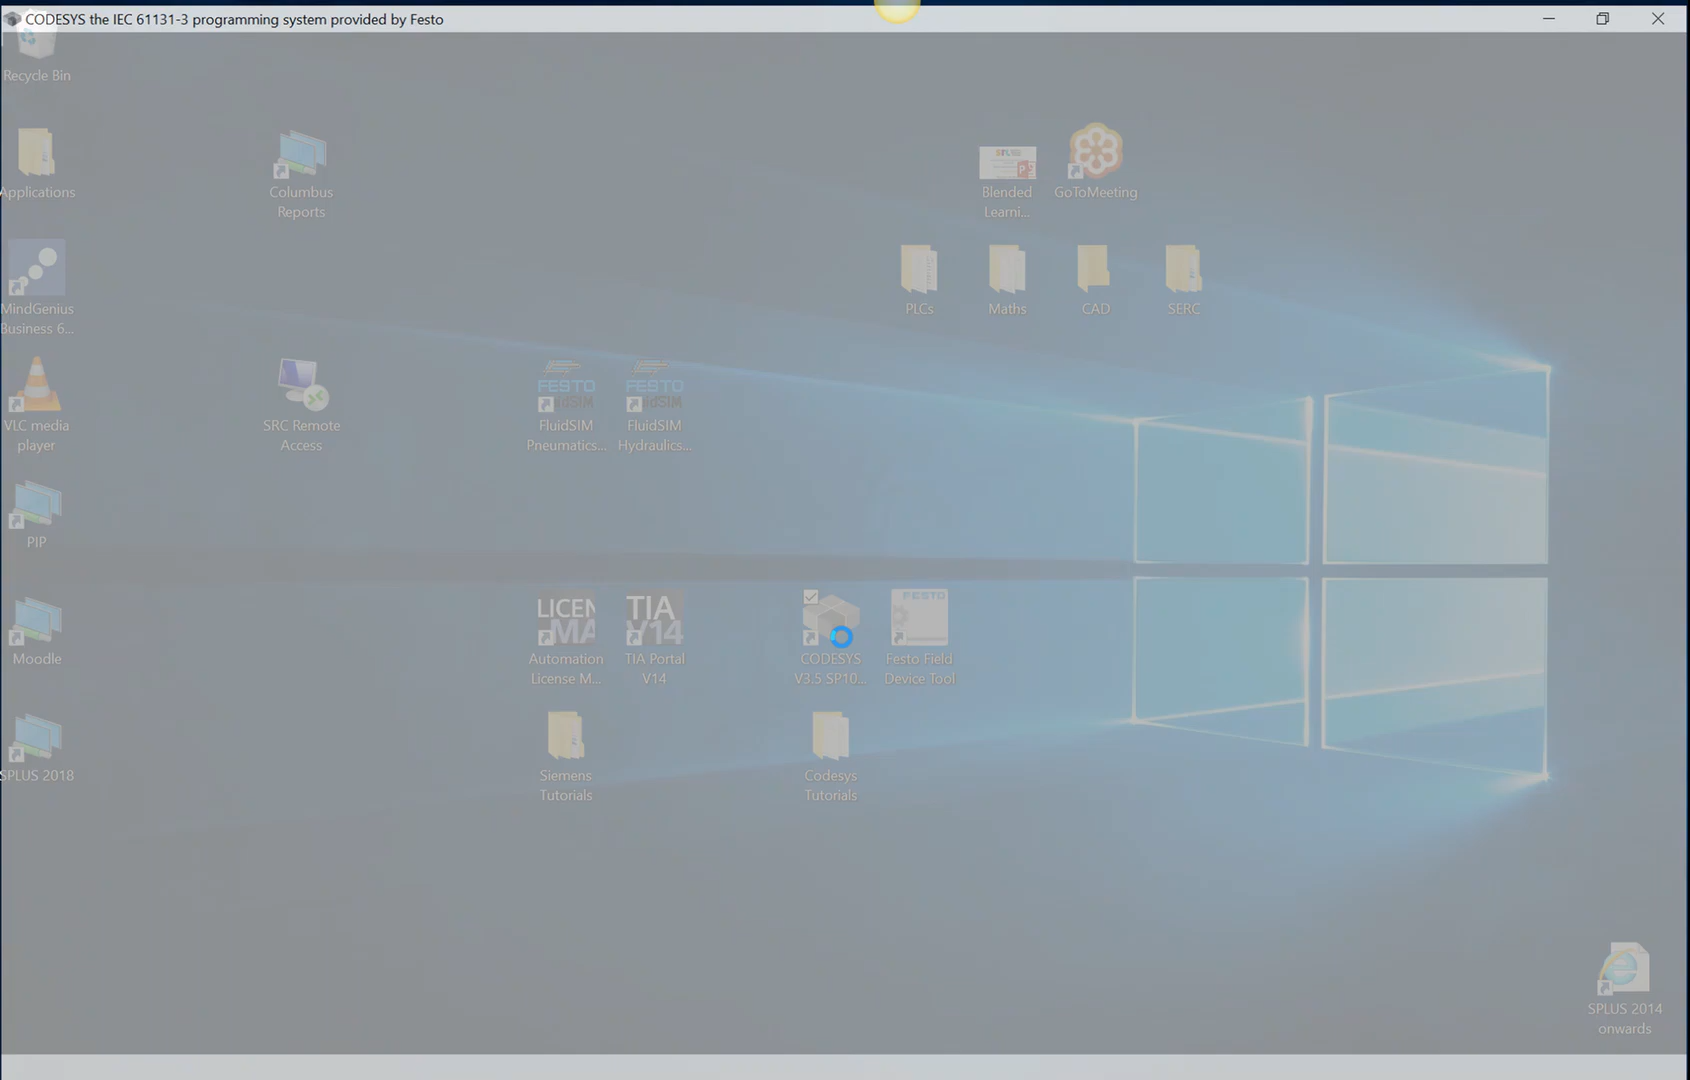 CODESYS the IEC 61131-3 programming system provided by Festo
Recycle Bin
Applications
Columbus
Reports
Blended
Learni...
GoToMeeting
MindGenius
Business 6...
PLCs
Maths
CAD
SERC
VLC media
player
SRC Remote
Access
FESTO
FluidSIM
Pneumatics...
FESTO
FluidSIM
Hydraulics...
PIP
Moodle
Automation
License M...
TIA
V14
TIA Portal
V14
CODESYS
V3.5 SP10...
FESTO
Festo Field
Device Tool
SPLUS 2018
Siemens
Tutorials
Codesys
Tutorials
SPLUS 2014
onwards